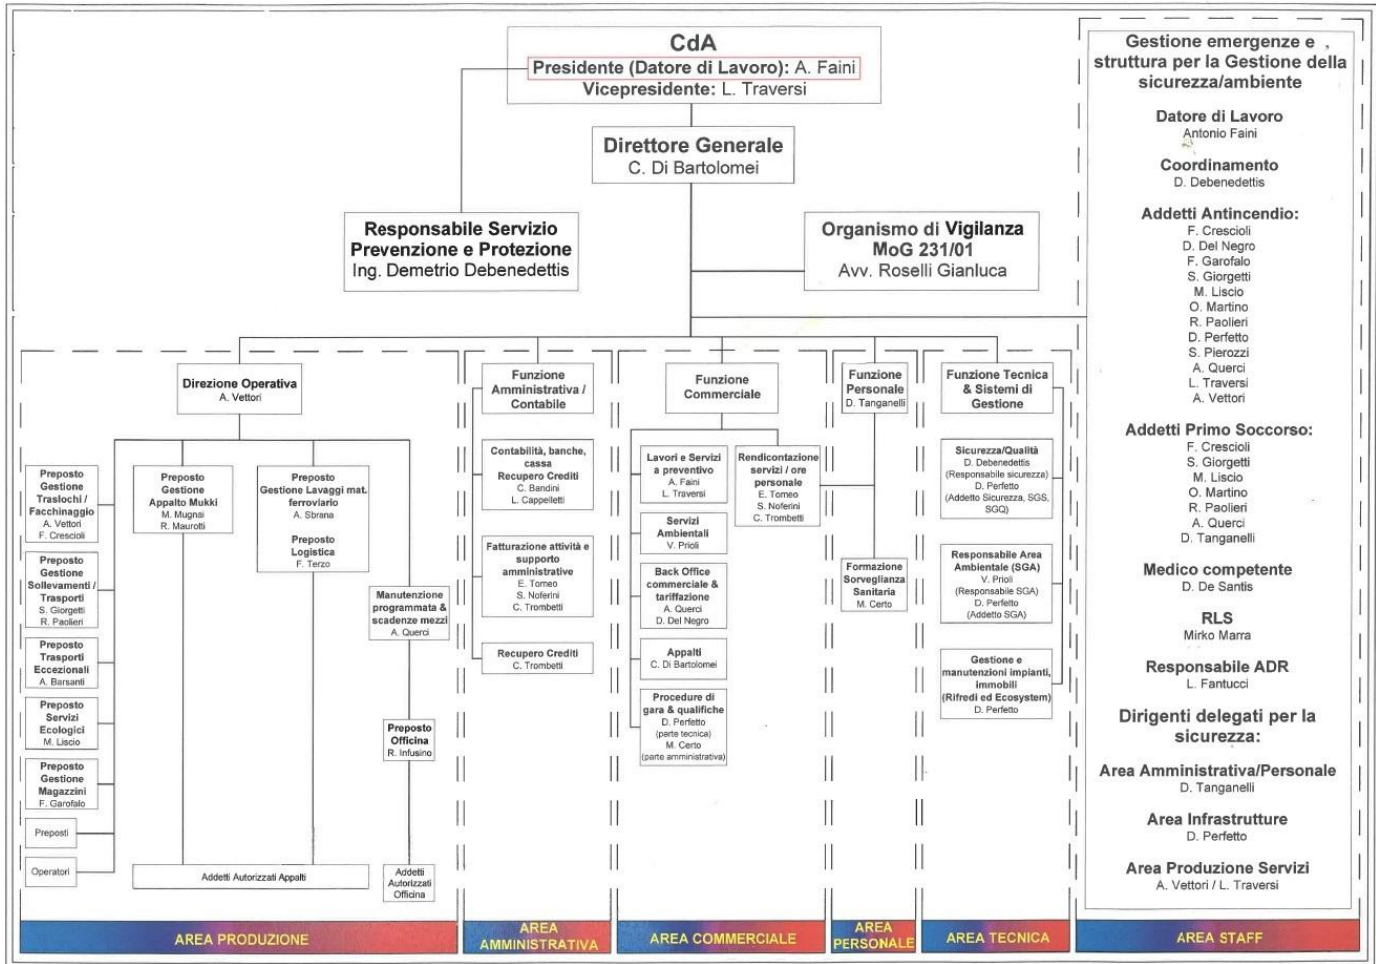 CdA
Presidente (Datore di Lavoro): A. Faini
Vicepresidente: L. Traversi
Direttore Generale
C. Di Bartolomei
Responsabile Servizio
Prevenzione e Protezione
Ing. Demetrio Debenedettis
Organismo di Vigilanza
MoG 231/01
Avv. Roselli Gianluca
Direzione Operativa
A. Vettori
Preposto
Gestione
Traslochi /
Facchinaggio
A. Vettori
F. Crescioli
Preposto
Gestione
Sollevamenti /
Trasporti
S. Giorgetti
R. Paolieri
Preposto
Trasporti
Eccezionali
A. Barsanti
Preposto
Servizi
Ecologici
M. Liscio
Preposto
Gestione
Magazzini
F. Garofalo
Preposti
Operatori
Preposto
Gestione
Appalto Mukki
M. Mugnai
R. Maurotti
Preposto
Gestione Lavaggi mat.
ferroviario
A. Sbrana
Preposto
Logistica
F. Terzo
Manutenzione
programmata &
scadenze mezzi
A. Querci
Preposto
Officina
R. Infusino
Addetti Autorizzati Appalti
Addetti
Autorizzati
Officina
AREA PRODUZIONE
Funzione
Amministrativa /
Contabile
Contabilità, banche,
cassa
Recupero Crediti
C. Bandini
L. Cappelletti
Fatturazione attività e
supporto
amministrative
E. Tomeo
S. Noferini
C. Trombetti
Recupero Crediti
C. Trombetti
AREA
AMMINISTRATIVA
Funzione
Commerciale
Lavori e Servizi
a preventivo
A. Faini
L. Traversi
Servizi
Ambientali
V. Prioli
Back Office
commerciale &
tariffazione
A. Querci
D. Del Negro
Appalti
C. Di Bartolomei
Procedure di
gara & qualifiche
D. Perfetto
(parte tecnica)
M. Certo
(parte amministrativa)
Rendicontazione
servizi / ore
personale
E. Tomeo
S. Noferini
C. Trombetti
AREA COMMERCIALE
Funzione
Personale
D. Tanganelli
Formazione
Sorveglianza
Sanitaria
M. Certo
AREA
PERSONALE
Funzione Tecnica
& Sistemi di
Gestione
Sicurezza/Qualità
D. Debenedettis
(Responsabile sicurezza)
D. Perfetto
(Addetto Sicurezza, SGS,
SGQ)
Responsabile Area
Ambientale (SGA)
V. Prioli
(Responsabile SGA)
D. Perfetto
(Addetto SGA)
Gestione e
manutenzioni impianti,
immobili
(Rifredi ed Ecosystem)
D. Perfetto
AREA TECNICA
Gestione emergenze e
struttura per la Gestione della
sicurezza/ambiente
Datore di Lavoro
Antonio Faini
Coordinamento
D. Debenedettis
Addetti Antincendio:
F. Crescioli
D. Del Negro
F. Garofalo
S. Giorgetti
M. Liscio
O. Martino
R. Paolieri
D. Perfetto
S. Pierozzi
A. Querci
L. Traversi
A. Vettori
Addetti Primo Soccorso:
F. Crescioli
S. Giorgetti
M. Liscio
O. Martino
R. Paolieri
A. Querci
D. Tanganelli
Medico competente
D. De Santis
RLS
Mirko Marra
Responsabile ADR
L. Fantucci
Dirigenti delegati per la
sicurezza:
Area Amministrativa/Personale
D. Tanganelli
Area Infrastrutture
D. Perfetto
Area Produzione Servizi
A. Vettori / L. Traversi
AREA STAFF